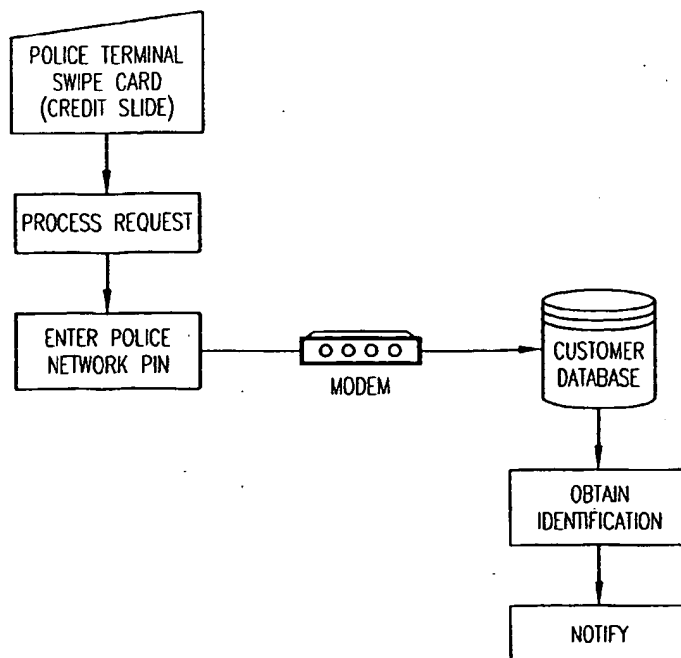 POLICE TERMINAL
SWIPE CARD
(CREDIT SLIDE)
PROCESS REQUEST
ENTER POLICE
NETWORK PIN
MODEM
CUSTOMER
DATABASE
OBTAIN
IDENTIFICATION
NOTIFY